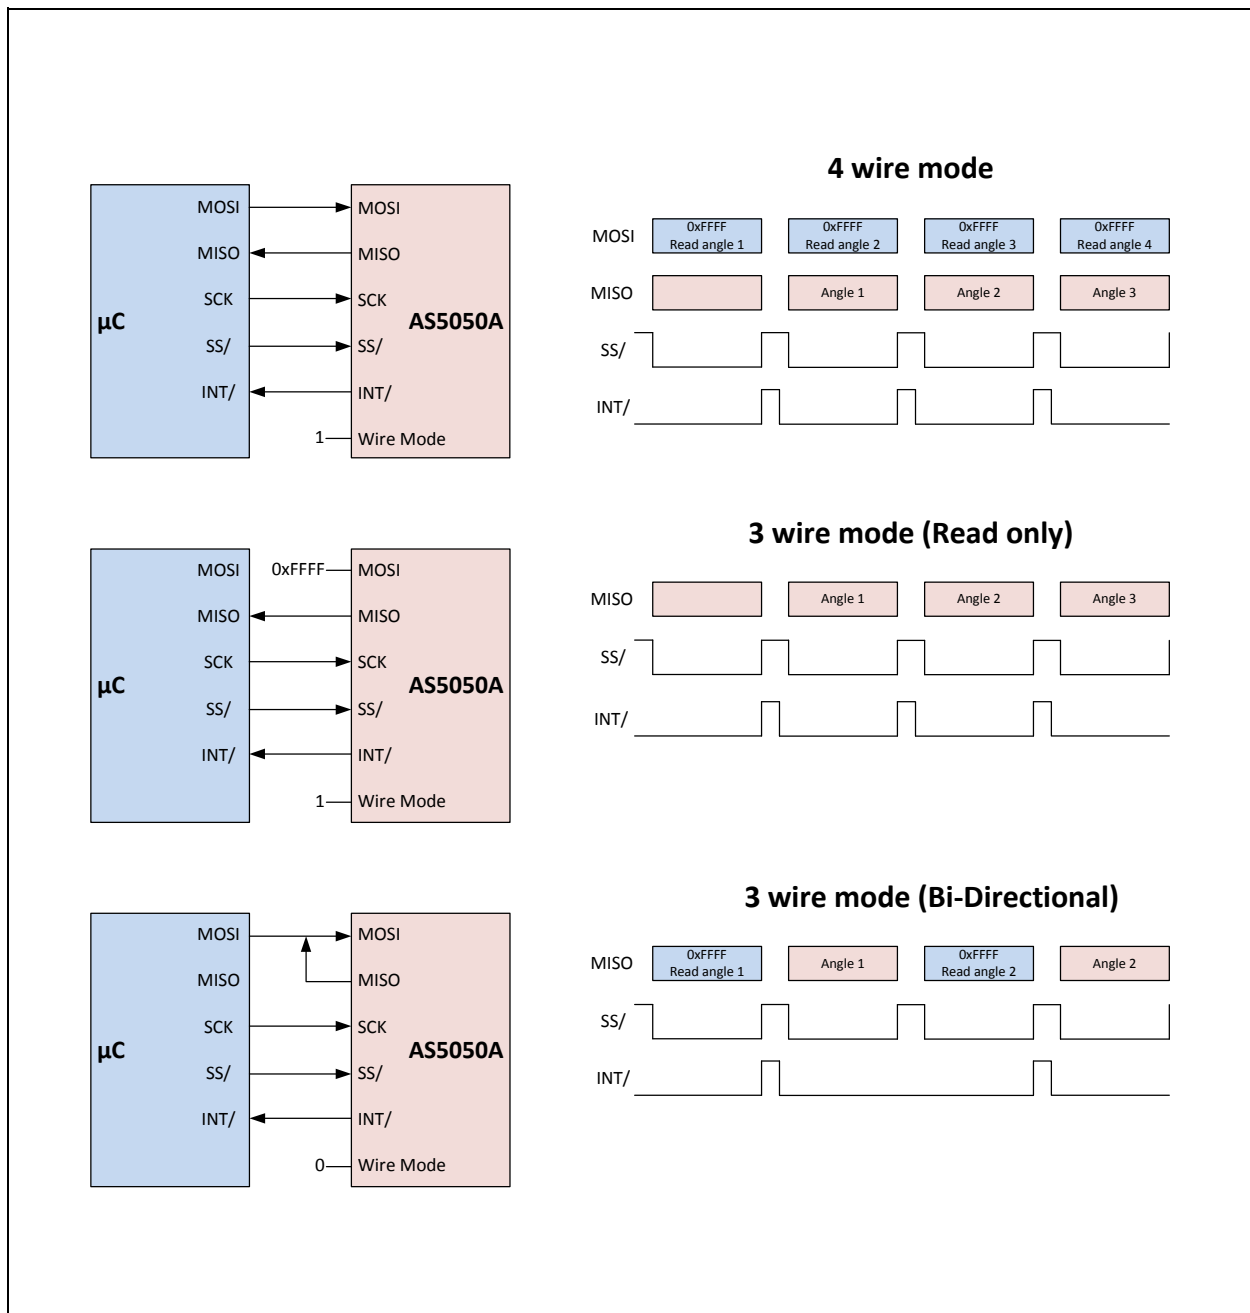 4 wire mode
MOSI MOSI
MISO MISO
SCK SCK
µC AS5050A
SS/ SS/
INT/ INT/
1 Wire Mode
MOSI 0xFFFF 0xFFFF 0xFFFF 0xFFFF
Read angle 1 Read angle 2 Read angle 3 Read angle 4
MISO Angle 1 Angle 2 Angle 3
SS/
INT/
3 wire mode (Read only)
MOSI 0xFFFF MOSI
MISO MISO
SCK SCK
µC AS5050A
SS/ SS/
INT/ INT/
1 Wire Mode
MISO Angle 1 Angle 2 Angle 3
SS/
INT/
3 wire mode (Bi-Directional)
MOSI MOSI
MISO MISO
SCK SCK
µC AS5050A
SS/ SS/
INT/ INT/
0 Wire Mode
MISO 0xFFFF Angle 1 0xFFFF Angle 2
Read angle 1 Read angle 2
SS/
INT/